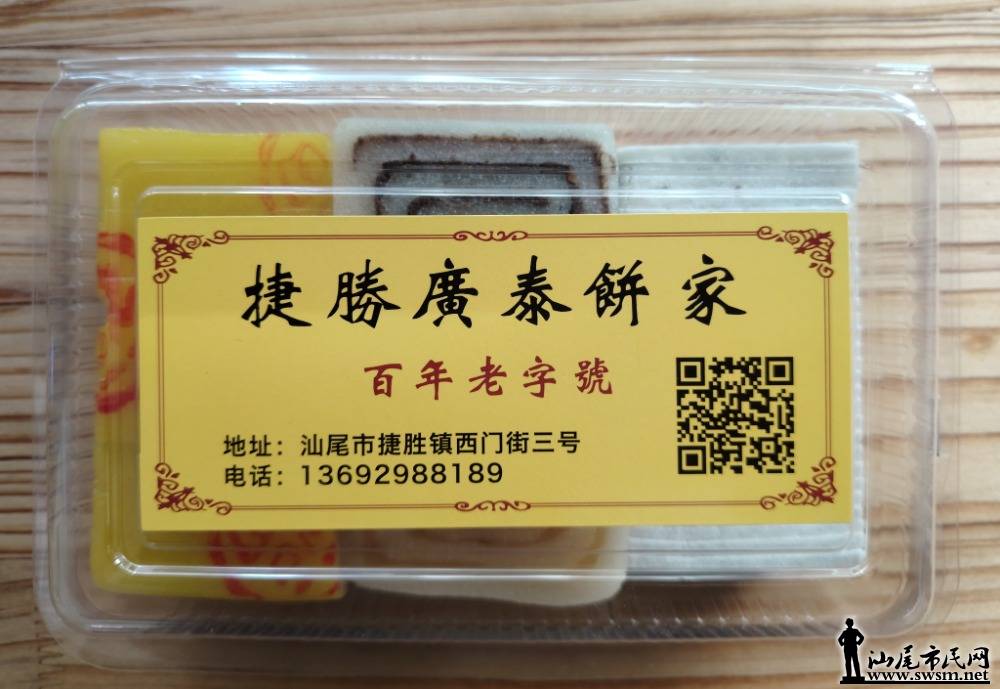 捷勝廣泰餅家
百年老字號
地址：汕尾市捷胜镇西门街三号
电话：13692988189
汕尾市民网
www.swsm.net